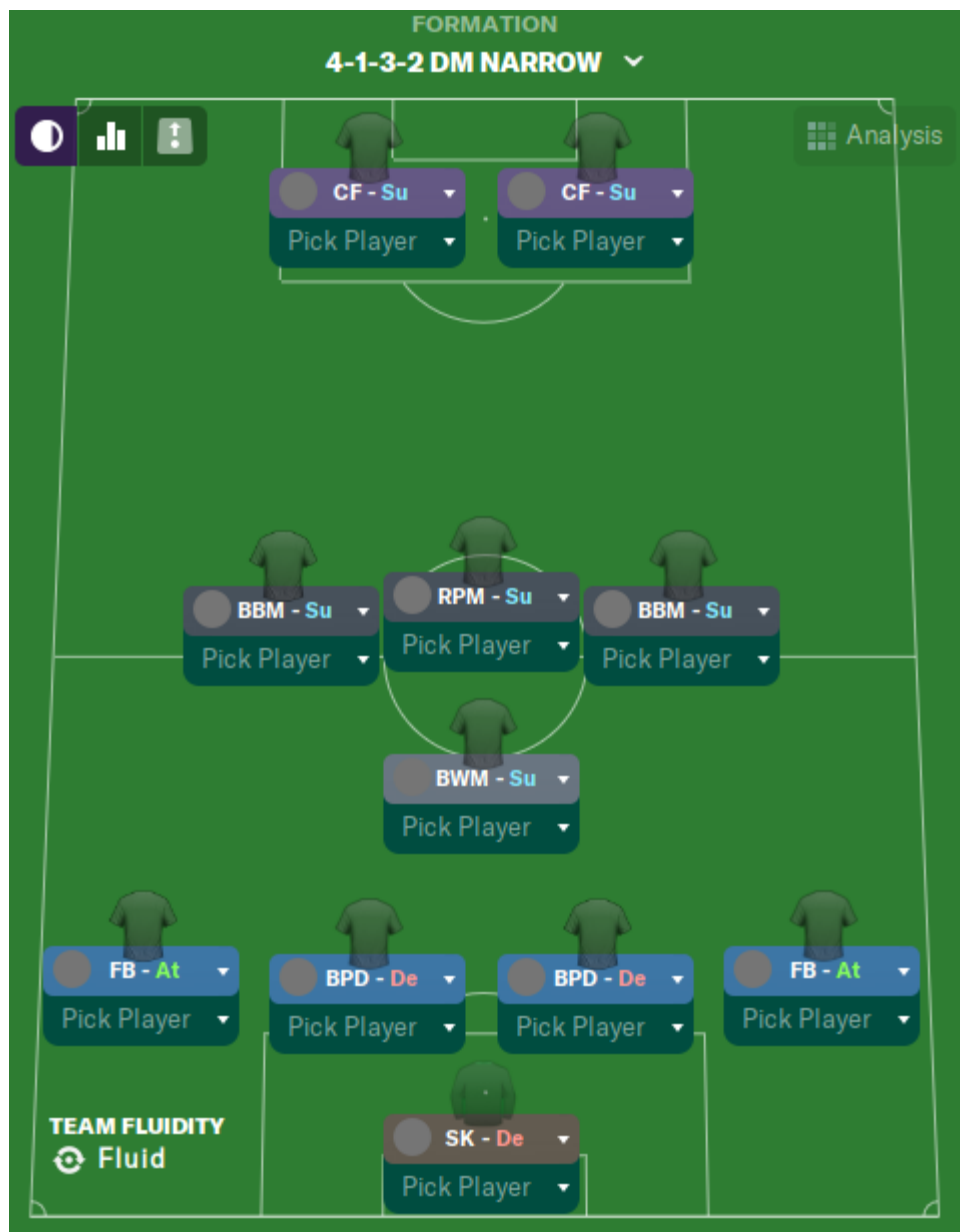 FORMATION
4-1-3-2 DM NARROW
Analysis
CF - Su
CF - Su
Pick Player
Pick Player
BBM - Su
RPM - Su
BBM - Su
Pick Player
Pick Player
Pick Player
BWM - Su
Pick Player
FB - At
BPD - De
BPD - De
FB - At
Pick Player
Pick Player
Pick Player
Pick Player
TEAM FLUIDITY
Fluid
SK - De
Pick Player